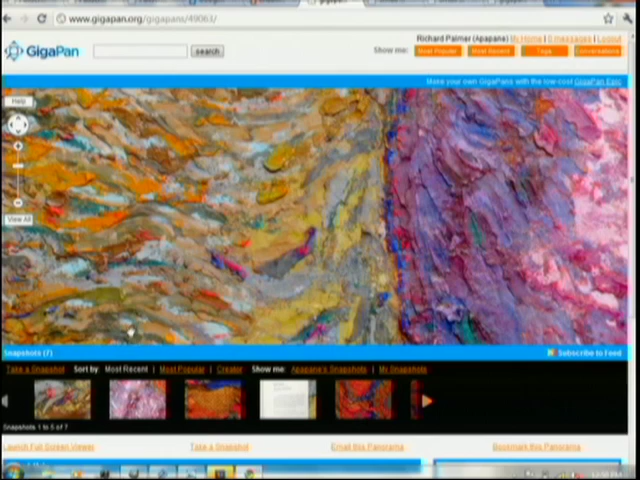 www.gigapan.org/gigapans/49063/
Richard Palmer (Apapane) My Home | 0 messages | Logout
GigaPan
search
Show me: Most Popular Most Recent Tags Conversations
Make your own GigaPans with the low-cost GigaPan Epic
Help
View All
Snapshots (7)
Subscribe to Feed
Take a Snapshot Sort by: Most Recent | Most Popular | Creator Show me: Apapane's Snapshots | My Snapshots
Snapshots 1 to 5 of 7
Launch Full Screen Viewer Take a Snapshot Email this Panorama Bookmark this Panorama